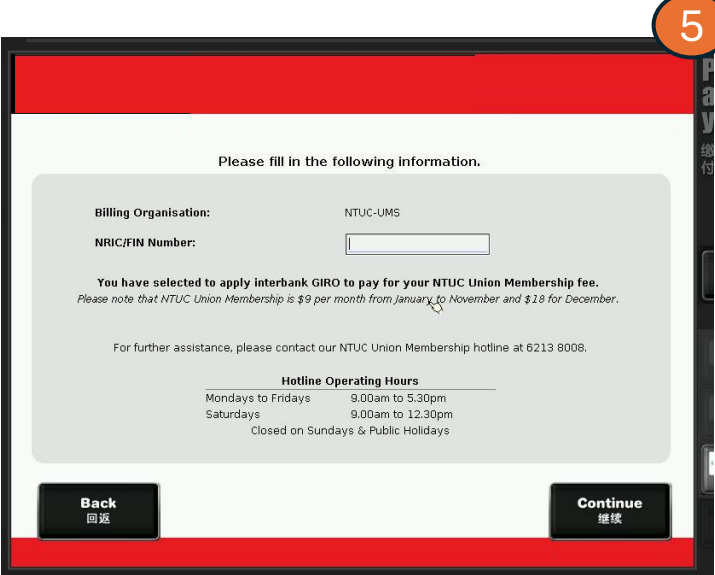 5
P
a
y
缴
付
Please fill in the following information.
Billing Organisation: NTUC-UMS
NRIC/FIN Number:
You have selected to apply interbank GIRO to pay for your NTUC Union Membership fee.
Please note that NTUC Union Membership is $9 per month from January to November and $18 for December.
For further assistance, please contact our NTUC Union Membership hotline at 6213 8008.
Hotline Operating Hours
Mondays to Fridays 9.00am to 5.30pm
Saturdays 9.00am to 12.30pm
Closed on Sundays & Public Holidays
Back
回返
Continue
继续